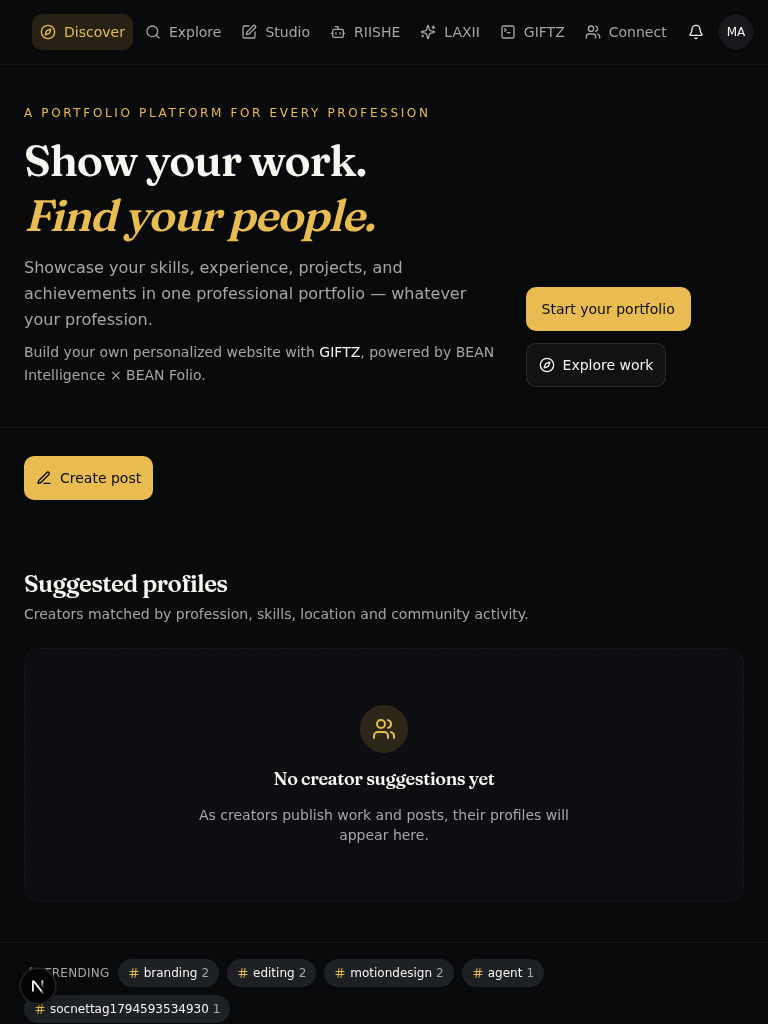 Discover Explore Studio RIISHE LAXII GIFTZ Connect MA
A PORTFOLIO PLATFORM FOR EVERY PROFESSION
Show your work.
Find your people.
Showcase your skills, experience, projects, and
achievements in one professional portfolio — whatever
your profession.
Build your own personalized website with GIFTZ, powered by BEAN
Intelligence × BEAN Folio.
Start your portfolio
Explore work
Create post
Suggested profiles
Creators matched by profession, skills, location and community activity.
No creator suggestions yet
As creators publish work and posts, their profiles will
appear here.
TRENDING # branding 2 # editing 2 # motiondesign 2 # agent 1
N # socnettag1794593534930 1